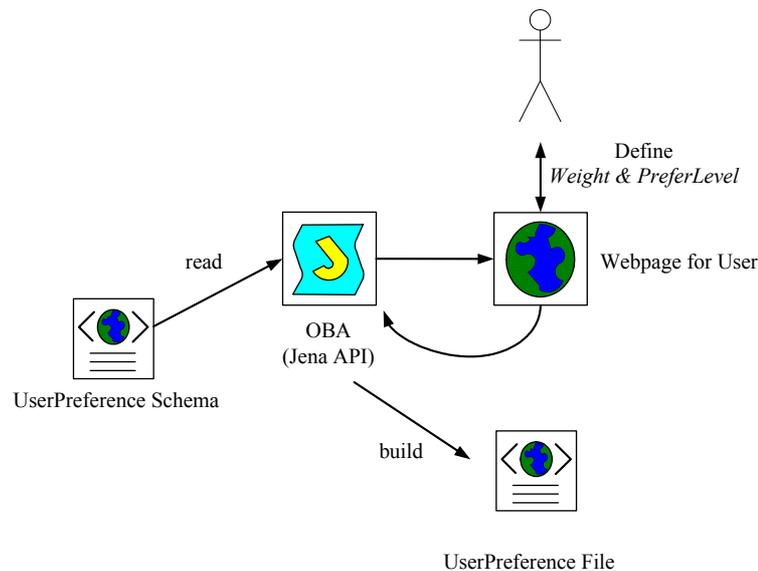 Define
Weight & PreferLevel
read
Webpage for User
OBA
(Jena API)
UserPreference Schema
build
UserPreference File